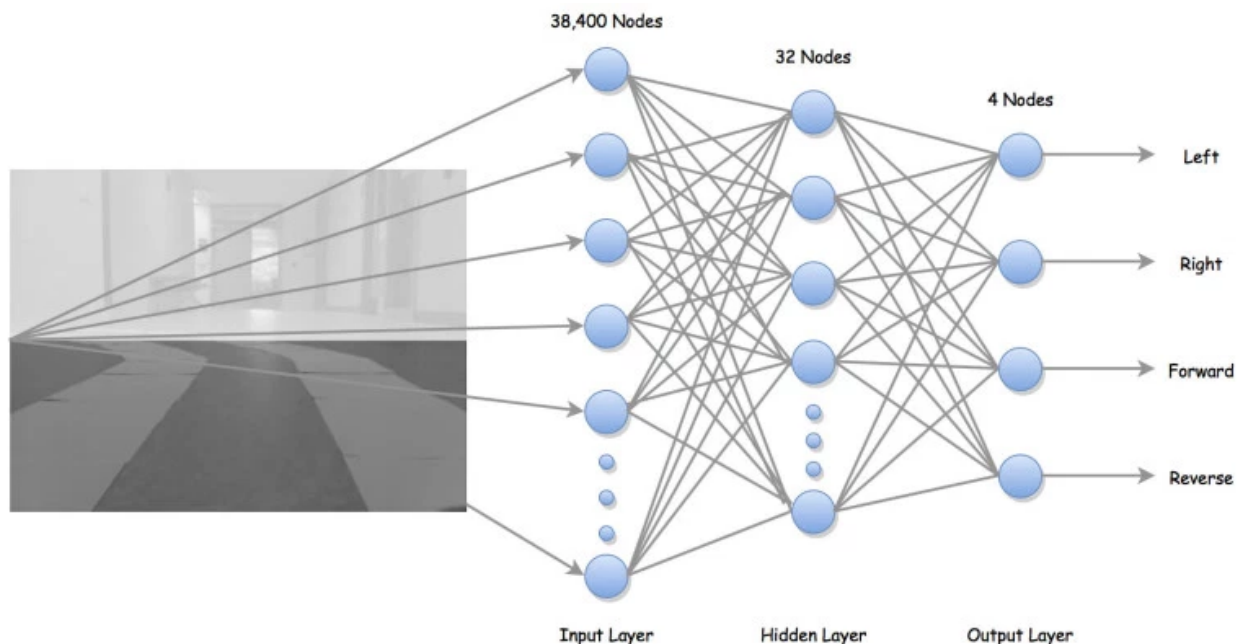 38,400 Nodes
32 Nodes
4 Nodes
Left
Right
Forward
Reverse
Input Layer
Hidden Layer
Output Layer